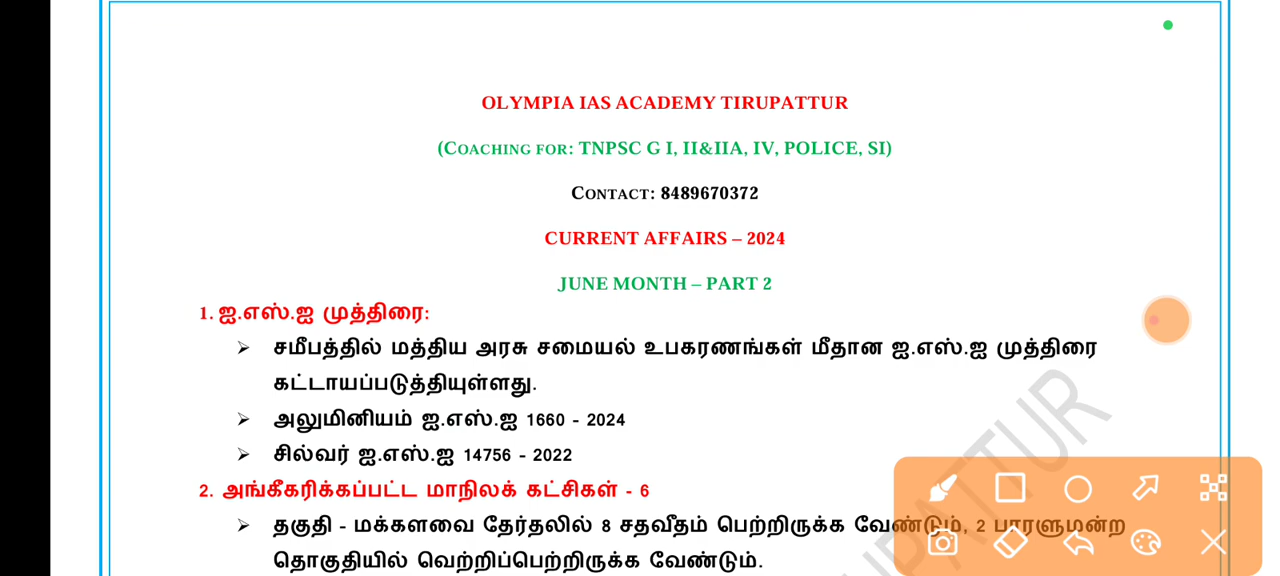 OLYMPIA IAS ACADEMY TIRUPATTUR
(COACHING FOR: TNPSC G I, II&IIA, IV, POLICE, SI)
CONTACT: 8489670372
CURRENT AFFAIRS – 2024
JUNE MONTH – PART 2
1. ஐ.எஸ்.ஐ முத்திரை:
➢ சமீபத்தில் மத்திய அரசு சமையல் உபகரணங்கள் மீதான ஐ.எஸ்.ஐ முத்திரை
கட்டாயப்படுத்தியுள்ளது.
➢ அலுமினியம் ஐ.எஸ்.ஐ 1660 - 2024
➢ சில்வர் ஐ.எஸ்.ஐ 14756 - 2022
2. அங்கீகரிக்கப்பட்ட மாநிலக் கட்சிகள் - 6
➢ தகுதி - மக்களவை தேர்தலில் 8 சதவீதம் பெற்றிருக்க வேண்டும், 2 பாரளுமன்ற
தொகுதியில் வெற்றிப்பெற்றிருக்க வேண்டும்.